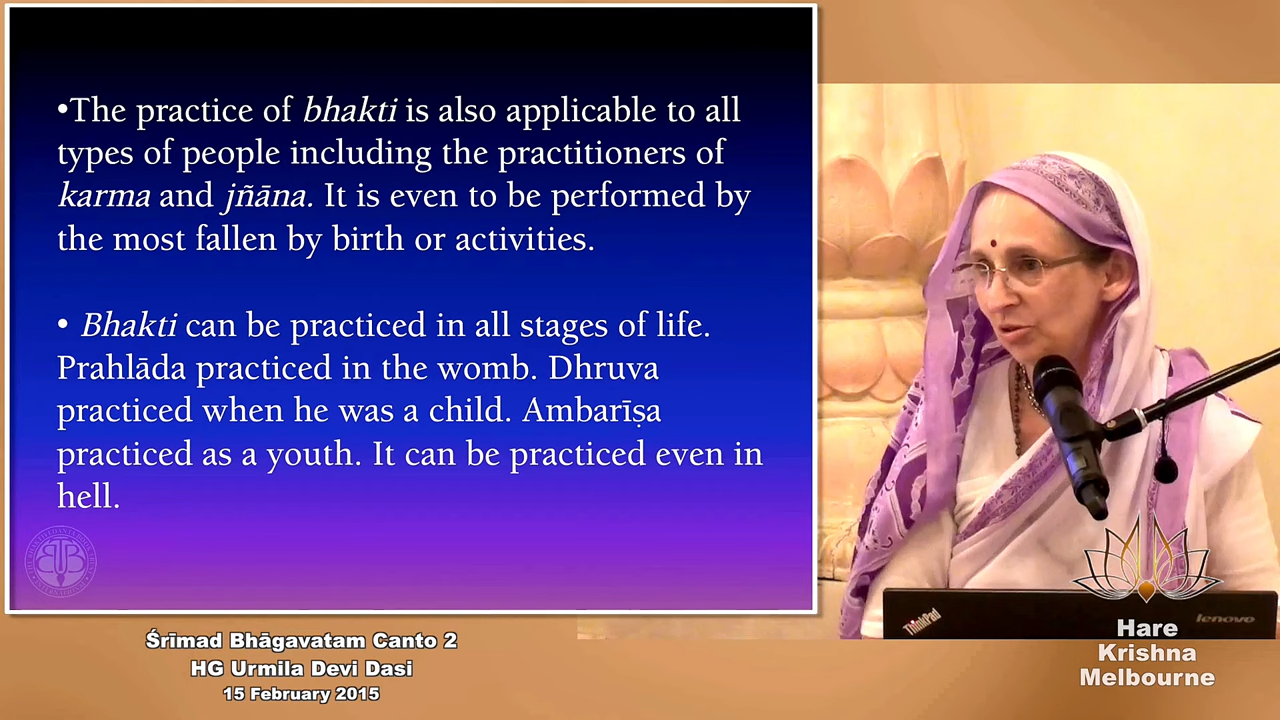 •The practice of bhakti is also applicable to all
types of people including the practitioners of
karma and jñāna. It is even to be performed by
the most fallen by birth or activities.
• Bhakti can be practiced in all stages of life.
Prahlāda practiced in the womb. Dhruva
practiced when he was a child. Ambarīṣa
practiced as a youth. It can be practiced even in
hell.
Śrīmad Bhāgavatam Canto 2
HG Urmila Devi Dasi
15 February 2015
ThinkPad
lenovo
Hare
Krishna
Melbourne